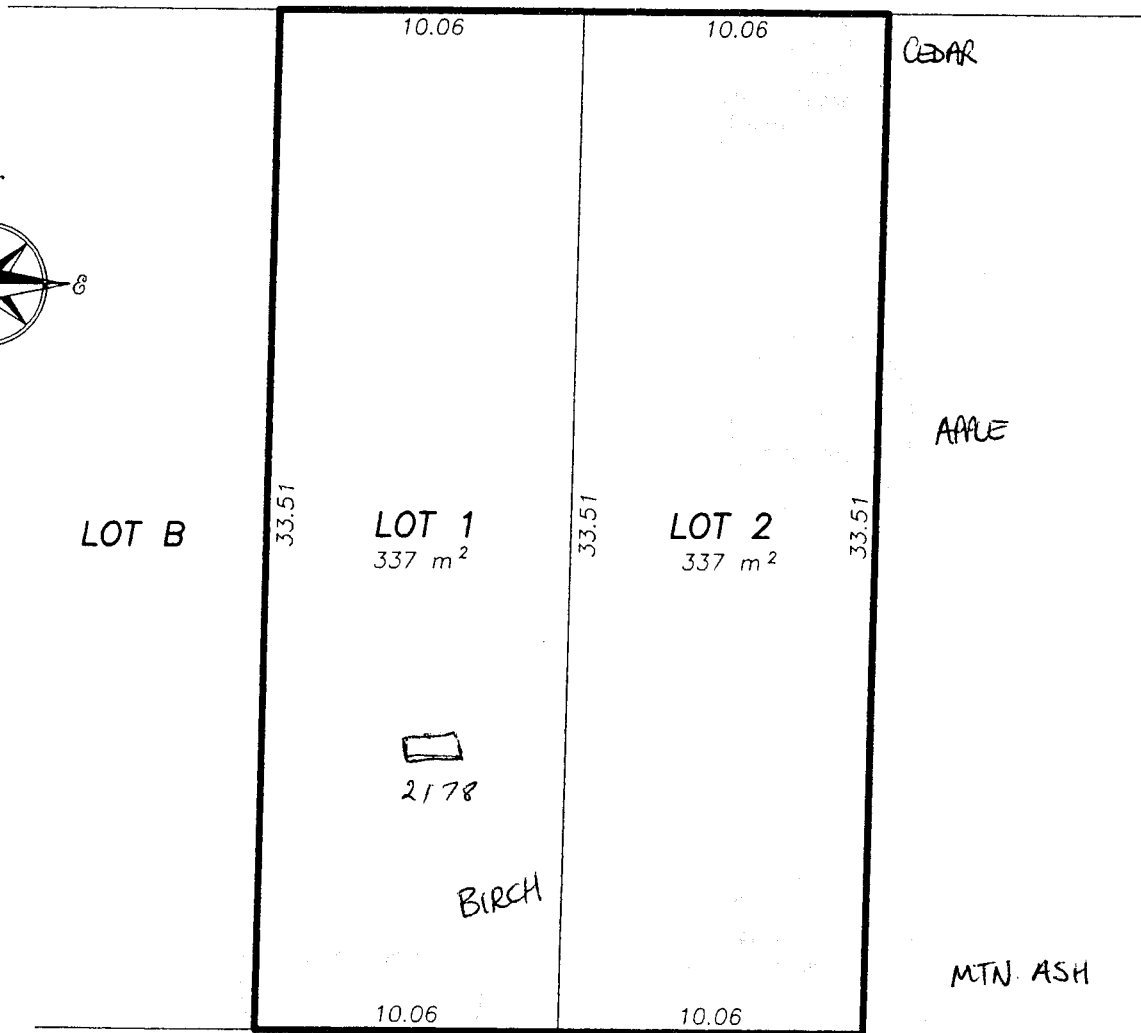 10.06 10.06
CEDAR
E
APPLE
33.51 33.51 33.51
LOT B LOT 1 LOT 2
337 m² 337 m²
2178
BIRCH
MTN. ASH
10.06 10.06